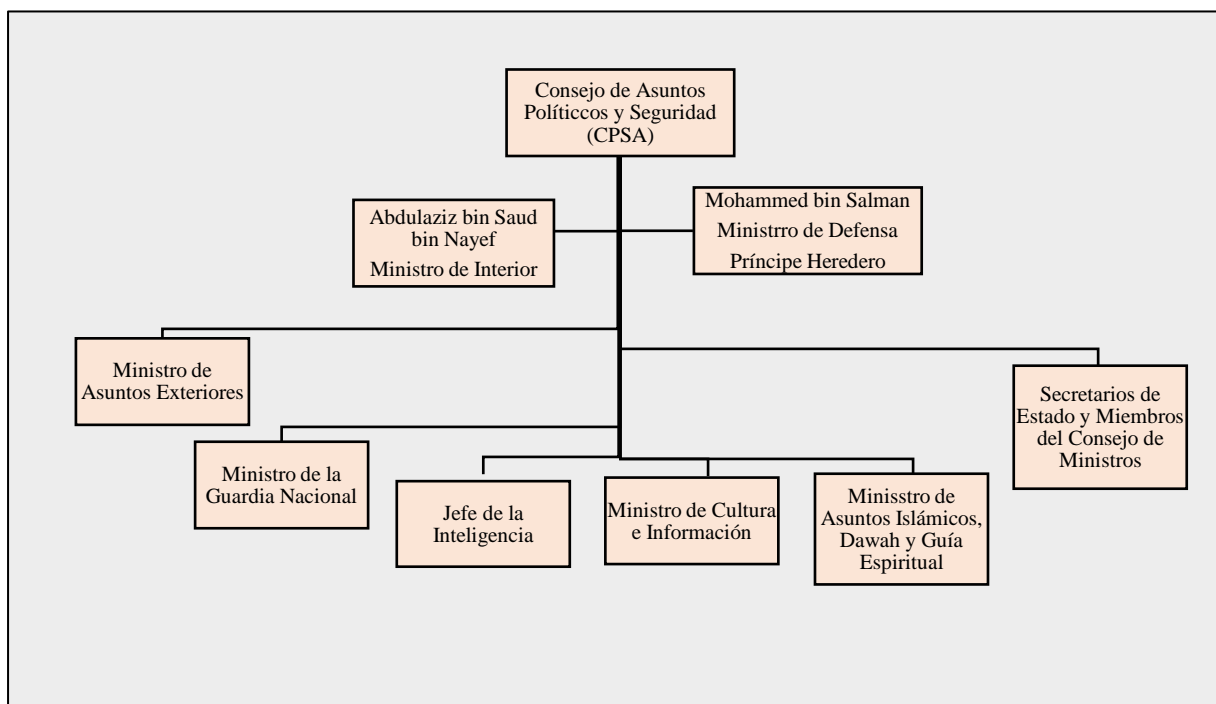 Consejo de Asuntos
Políticcos y Seguridad
(CPSA)
Abdulaziz bin Saud
bin Nayef
Ministro de Interior
Mohammed bin Salman
Ministrro de Defensa
Príncipe Heredero
Ministro de
Asuntos Exteriores
Secretarios de
Estado y Miembros
del Consejo de
Ministros
Ministro de la
Guardia Nacional
Jefe de la
Inteligencia
Ministro de Cultura
e Información
Minisstro de
Asuntos Islámicos,
Dawah y Guía
Espiritual